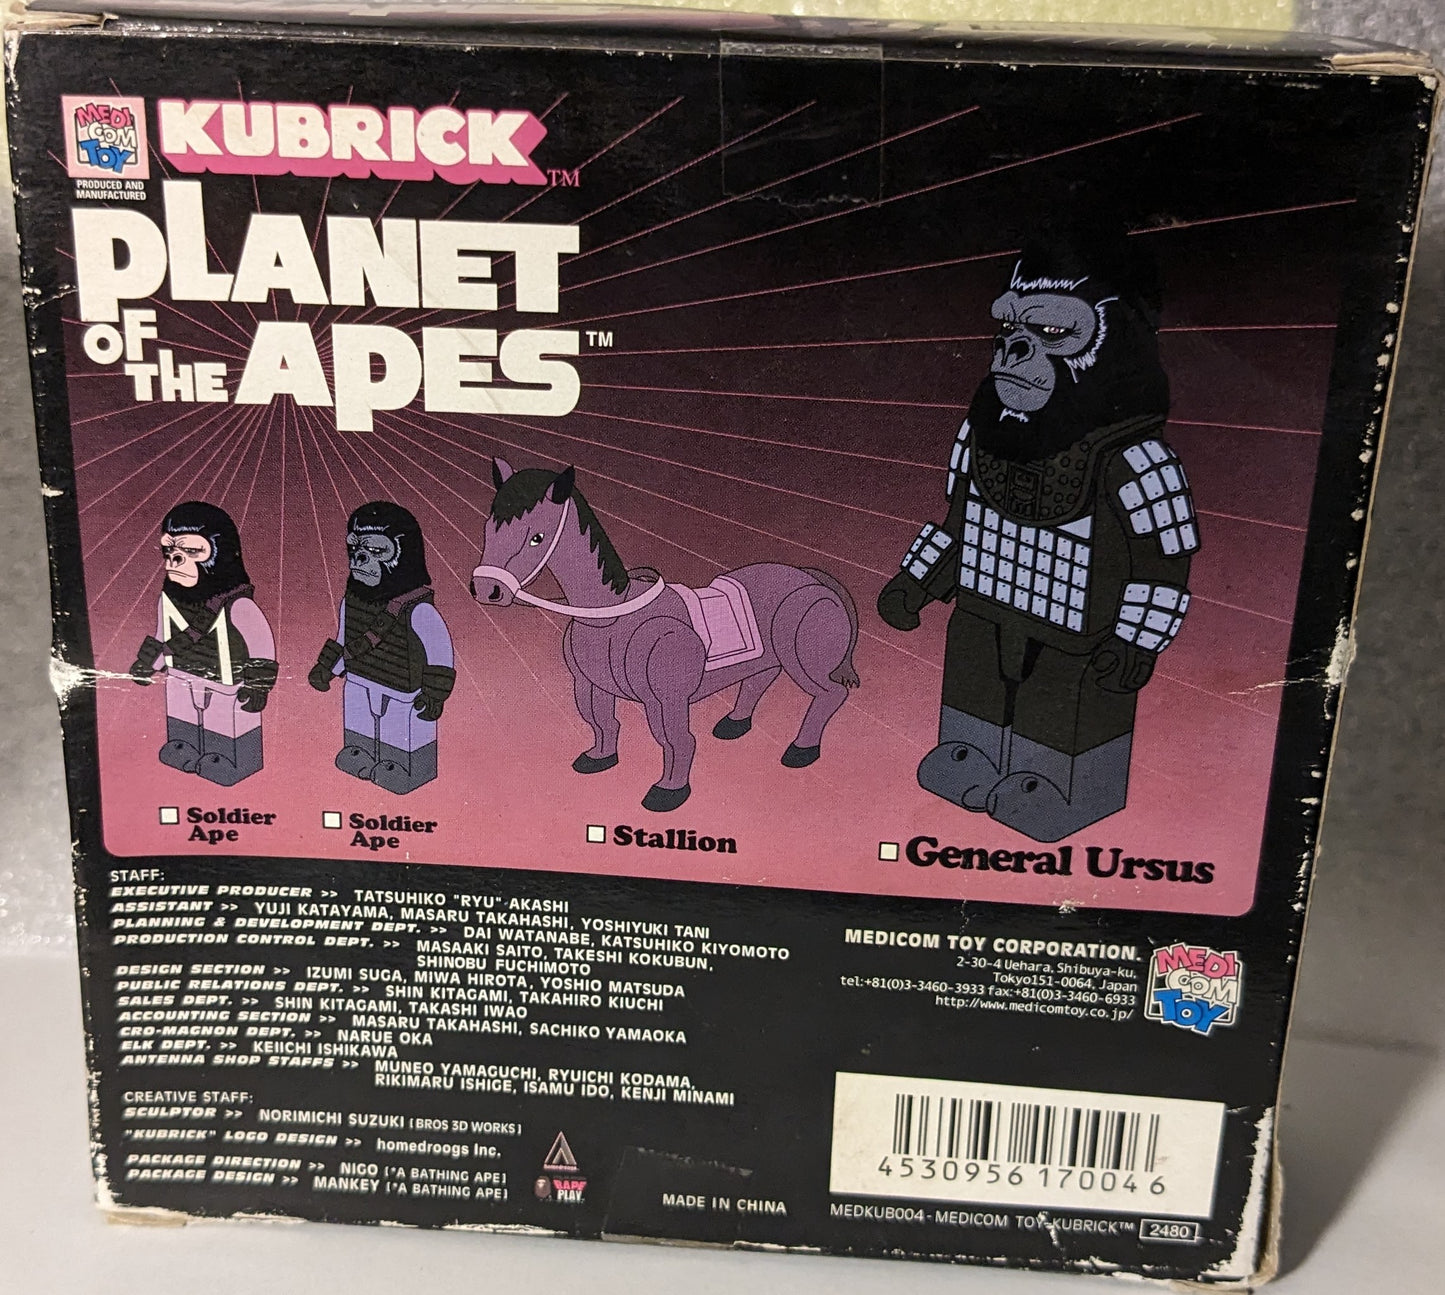 MEDI
COM
TOY
PRODUCED AND
MANUFACTURED
KUBRICK™
PLANET
OF
THE APES™
Soldier
Ape
Soldier
Ape
Stallion
General Ursus
STAFF:
EXECUTIVE PRODUCER >> TATSUHIKO "RYU" AKASHI
ASSISTANT >> YUJI KATAYAMA, MASARU TAKAHASHI, YOSHIYUKI TANI
PLANNING & DEVELOPMENT DEPT. >> DAI WATANABE, KATSUHIKO KIYOMOTO
PRODUCTION CONTROL DEPT. >> MASAAKI SAITO, TAKESHI KOKUBUN,
SHINOBU FUCHIMOTO
DESIGN SECTION >> IZUMI SUGA, MIWA HIROTA, YOSHIO MATSUDA
PUBLIC RELATIONS DEPT. >> SHIN KITAGAMI, TAKAHIRO KIUCHI
SALES DEPT. >> SHIN KITAGAMI, TAKASHI IWAO
ACCOUNTING SECTION >> MASARU TAKAHASHI, SACHIKO YAMAOKA
CRO-MAGNON DEPT. >> NARUE OKA
ELK DEPT. >> KEIICHI ISHIKAWA
ANTENNA SHOP STAFFS >> MUNEO YAMAGUCHI, RYUICHI KODAMA,
RIKIMARU ISHIGE, ISAMU IDO, KENJI MINAMI
CREATIVE STAFF:
SCULPTOR >> NORIMICHI SUZUKI [BROS 3D WORKS]
"KUBRICK" LOGO DESIGN >> homedroogs Inc.
PACKAGE DIRECTION >> NIGO [*A BATHING APE]
PACKAGE DESIGN >> MANKEY [*A BATHING APE]
homedroogs
BAPE
PLAY.
MADE IN CHINA
MEDICOM TOY CORPORATION.
2-30-4 Uehara, Shibuya-ku,
Tokyo151-0064, Japan
tel:+81(0)3-3460-3933 fax:+81(0)3-3460-6933
http://www.medicomtoy.co.jp/
MEDI
COM
TOY
4530956170046
MEDKUB004-MEDICOM TOY-KUBRICK™ 2480